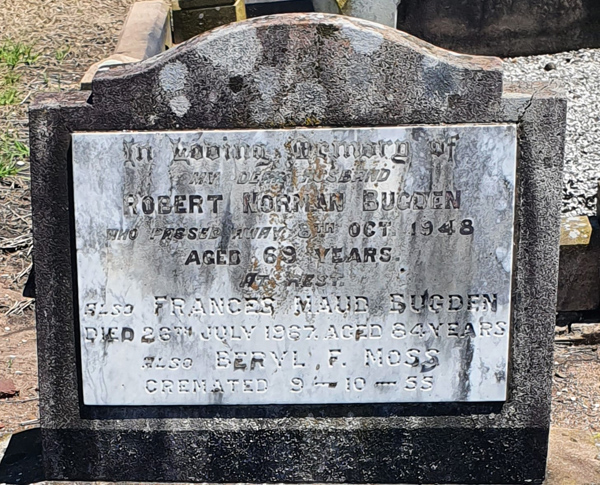 In Loving Memory of
MY DEAR HUSBAND
ROBERT NORMAN BUGDEN
WHO PASSED AWAY OCT. 1948
AGED 69 YEARS.
AT REST.
ALSO FRANCES MAUD BUGDEN
DIED 26TH JULY 1967. AGED 84 YEARS
ALSO BERYL F. MOSS
CREMATED 9-10-55